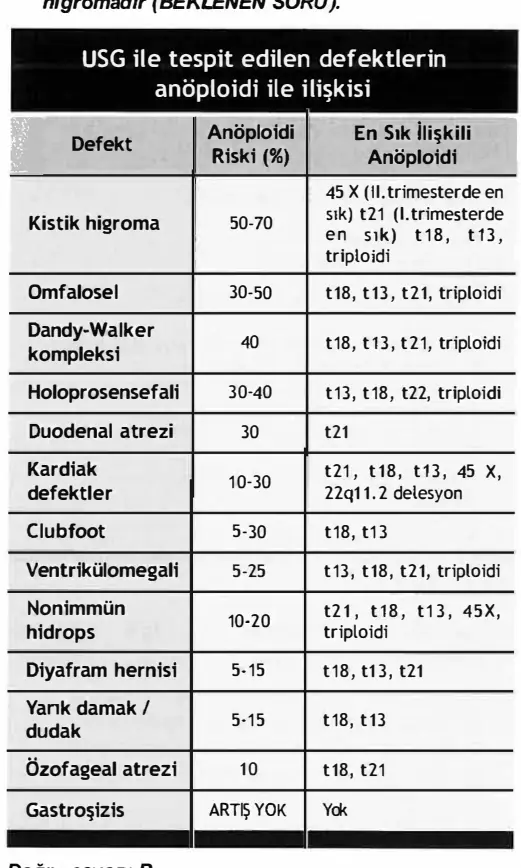 higromadır (BEKLENEN SORU).
USG ile tespit edilen defektlerin
anöploidi ile ilişkisi
Defekt
Anöploidi
Riski (%)
En Sık İlişkili
Anöploidi
Kistik higroma
50-70
45 X (II.trimesterde en
sık) t21 (I.trimesterde
en sık) t18, t13,
triploidi
Omfalosel
30-50
t18, t13, t21, triploidi
Dandy-Walker
kompleksi
40
t18, t13, t21, triploidi
Holoprosensefali
30-40
t13, t18, t22, triploidi
Duodenal atrezi
30
t21
Kardiak
defektler
10-30
t21, t18, t13, 45 X,
22q11.2 delesyon
Clubfoot
5-30
t18, t13
Ventrikülomegali
5-25
t13, t18, t21, triploidi
Nonimmün
hidrops
10-20
t21, t18, t13, 45X,
triploidi
Diyafram hernisi
5-15
t18, t13, t21
Yarık damak /
dudak
5-15
t18, t13
Özofageal atrezi
10
t18, t21
Gastroşizis
ARTIŞ YOK
Yok